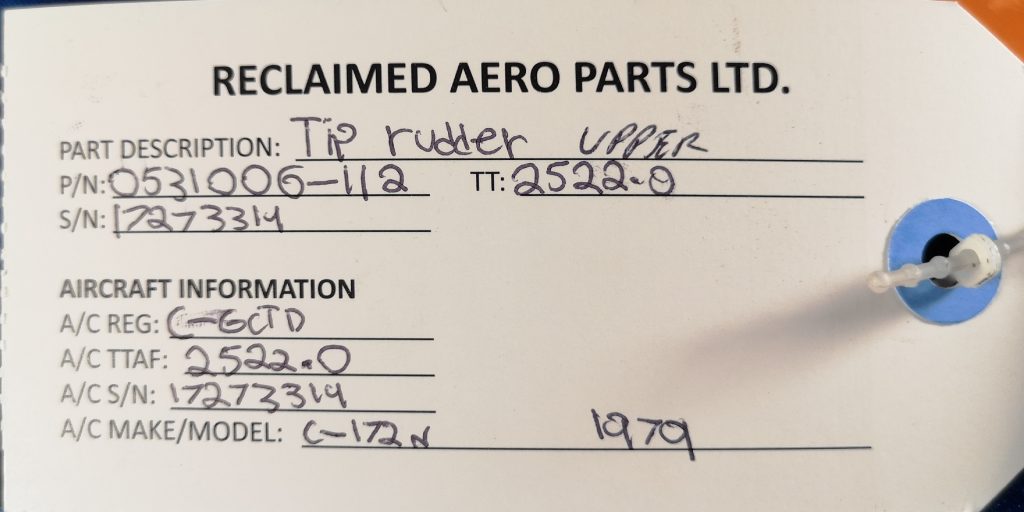 RECLAIMED AERO PARTS LTD.
PART DESCRIPTION: Tip rudder UPPER
P/N: 0531006-112 TT: 2522.0
S/N: 17273314
AIRCRAFT INFORMATION
A/C REG: C-GCTD
A/C TTAF: 2522.0
A/C S/N: 17273314
A/C MAKE/MODEL: C-172N 1979